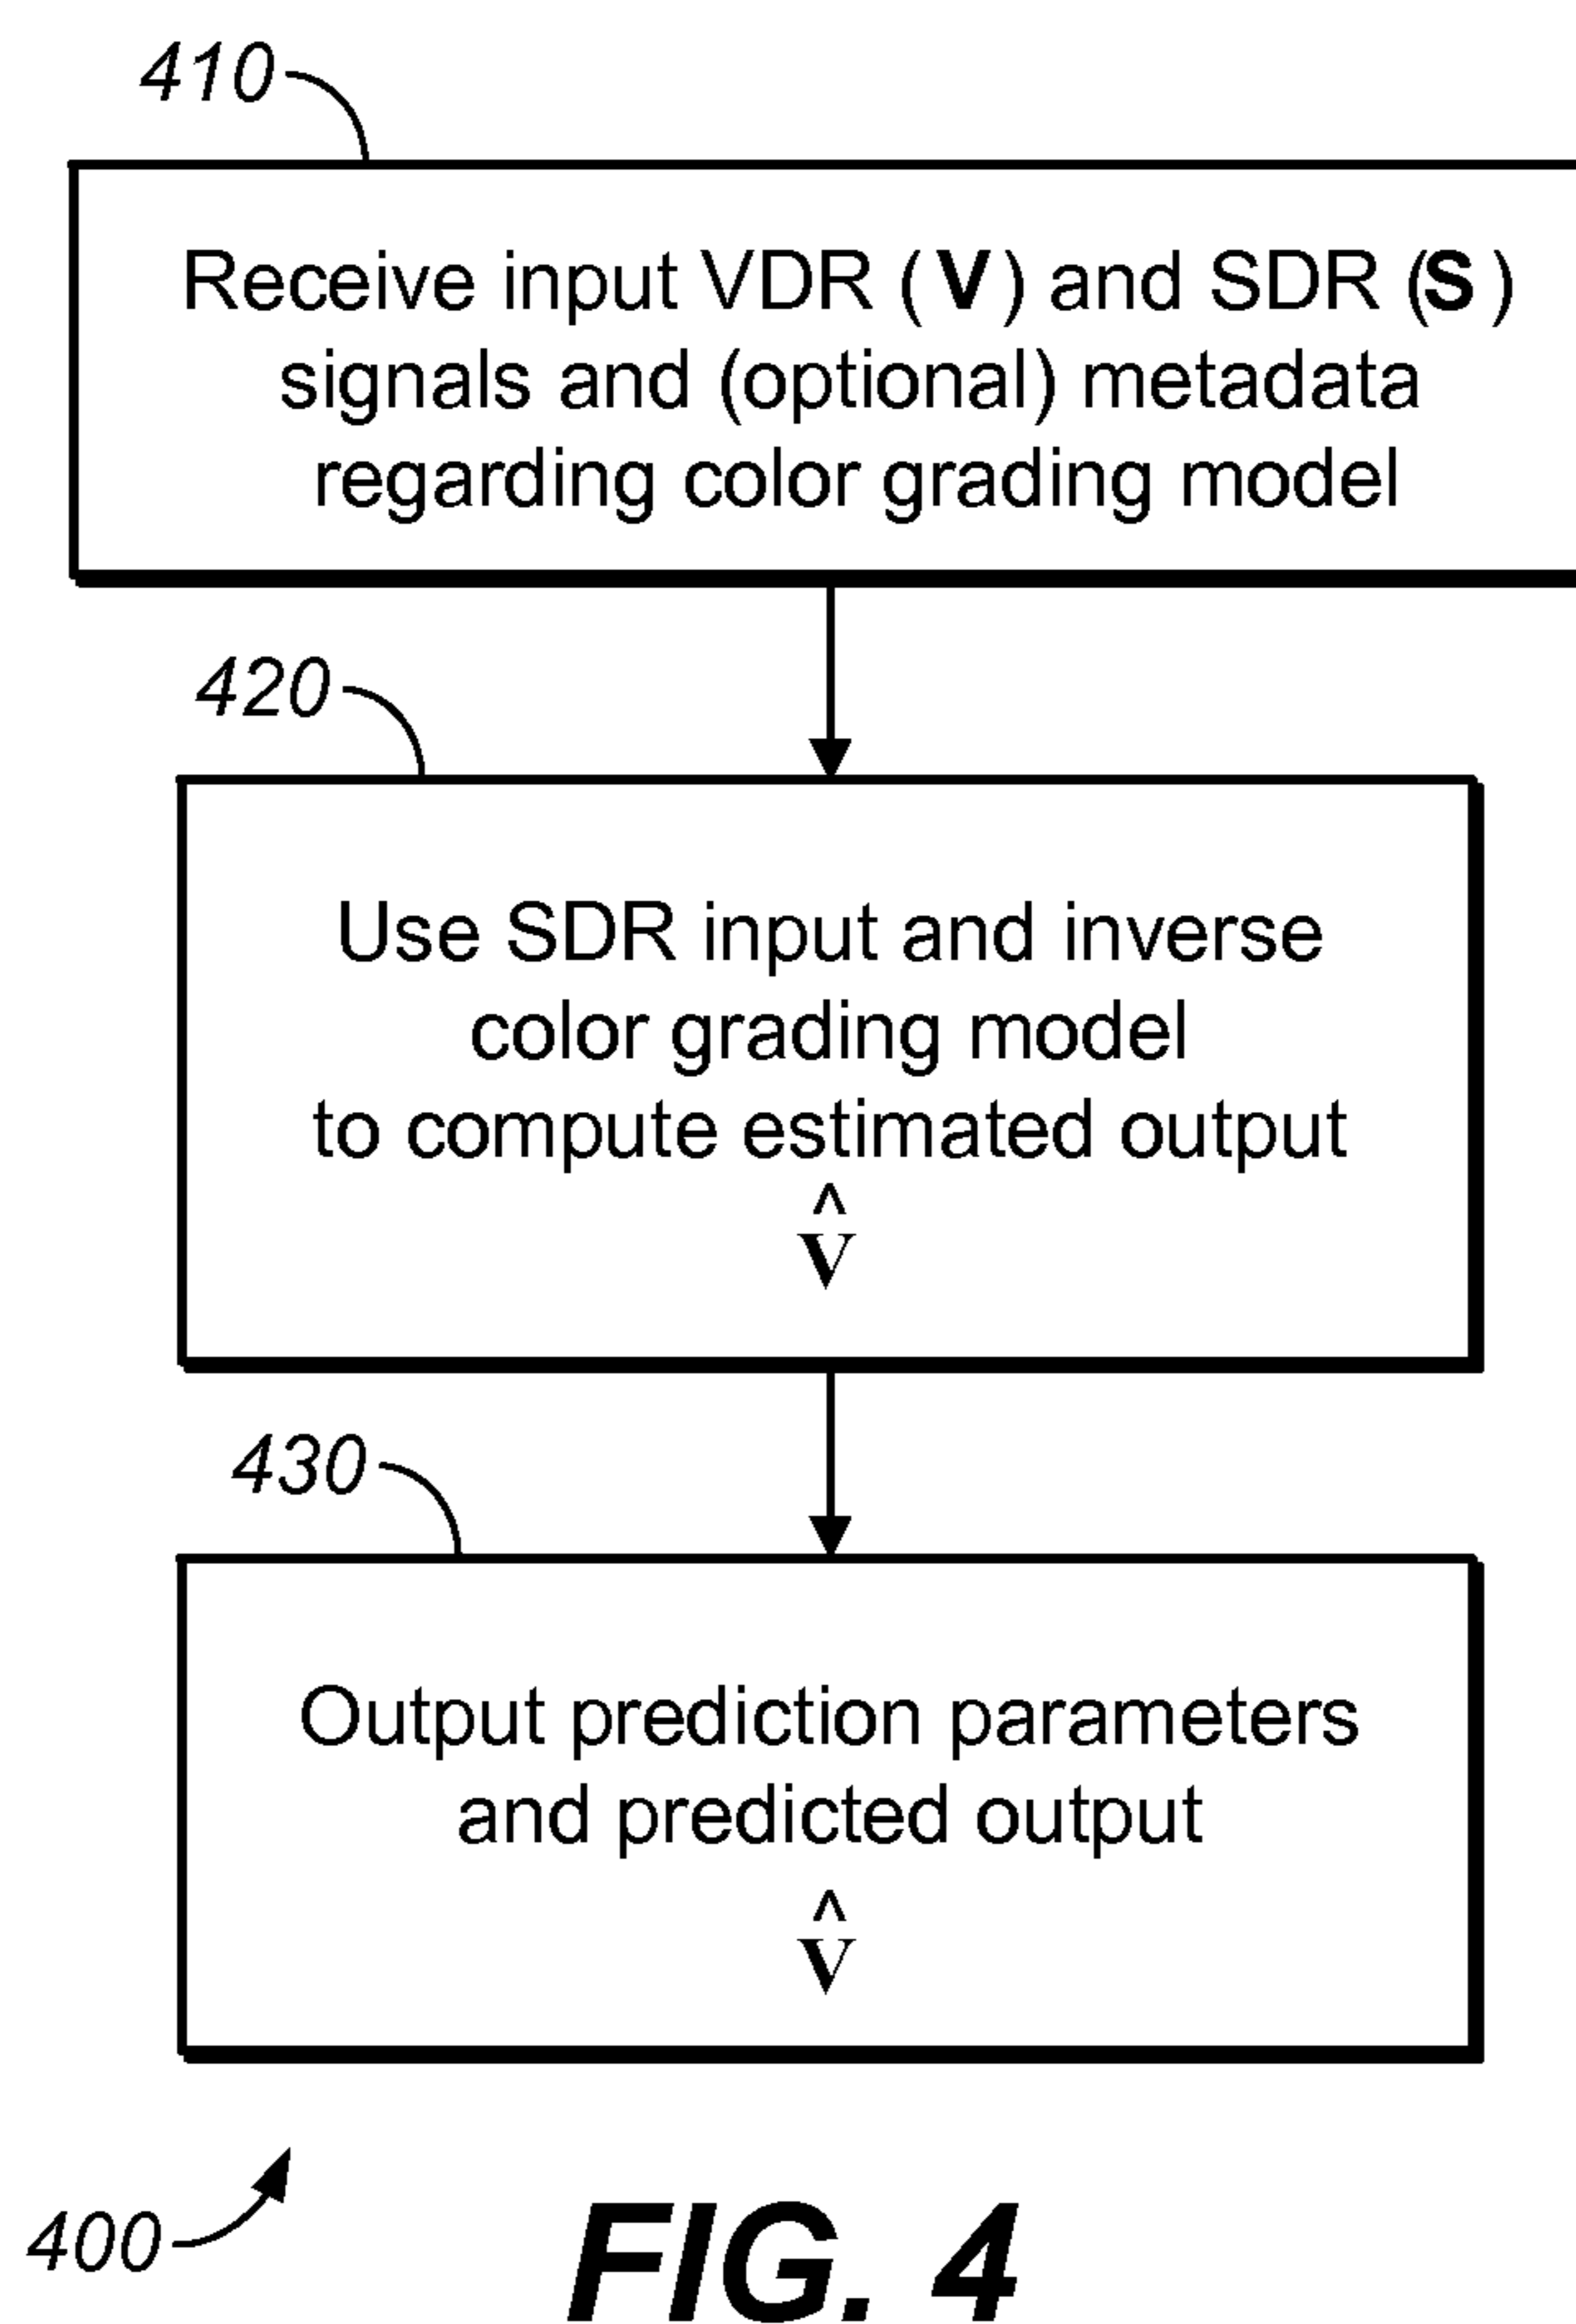 410
Receive input VDR (V) and SDR (S)
signals and (optional) metadata
regarding color grading model
420
Use SDR input and inverse
color grading model
to compute estimated output
V̂
430
Output prediction parameters
and predicted output
V̂
400
FIG. 4